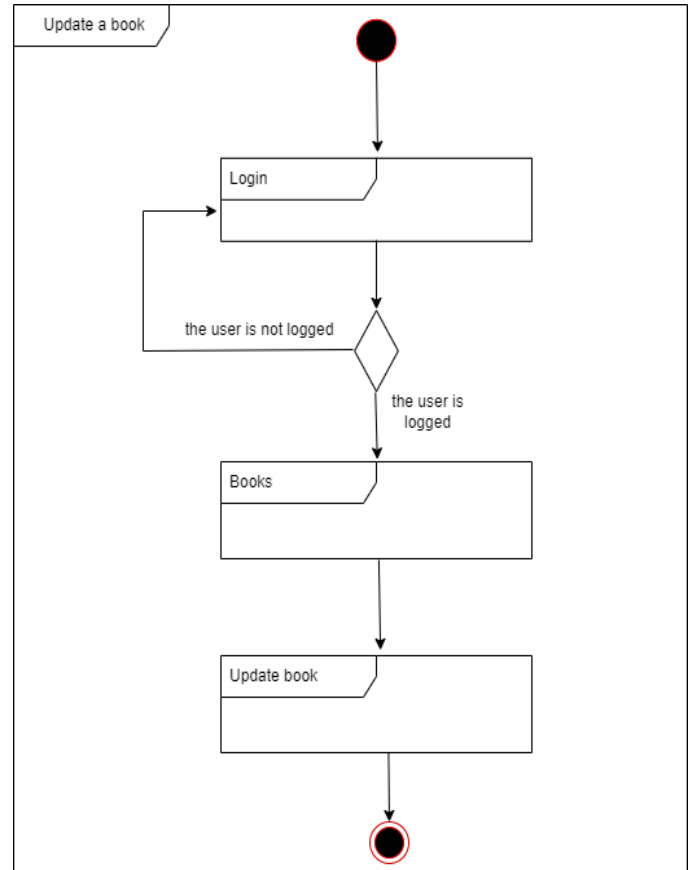 Update a book
Login
the user is not logged
the user is
logged
Books
Update book